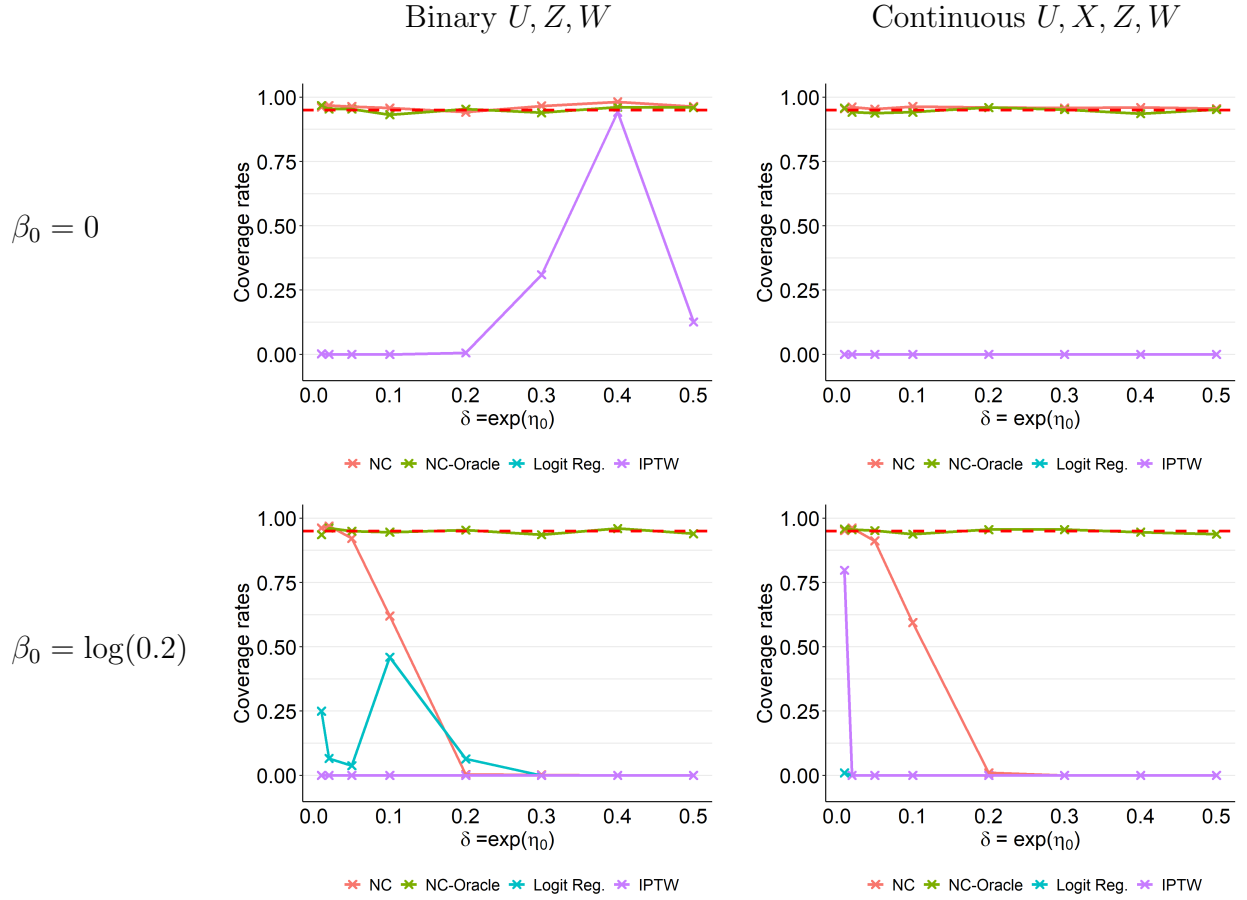 Binary U, Z, W
Continuous U, X, Z, W
β₀ = 0
Coverage rates
1.00
0.75
0.50
0.25
0.00
0.0 0.1 0.2 0.3 0.4 0.5
δ =exp(η₀)
NC NC-Oracle Logit Reg. IPTW
Coverage rates
1.00
0.75
0.50
0.25
0.00
0.0 0.1 0.2 0.3 0.4 0.5
δ = exp(η₀)
NC NC-Oracle Logit Reg. IPTW
β₀ = log(0.2)
Coverage rates
1.00
0.75
0.50
0.25
0.00
0.0 0.1 0.2 0.3 0.4 0.5
δ =exp(η₀)
NC NC-Oracle Logit Reg. IPTW
Coverage rates
1.00
0.75
0.50
0.25
0.00
0.0 0.1 0.2 0.3 0.4 0.5
δ = exp(η₀)
NC NC-Oracle Logit Reg. IPTW